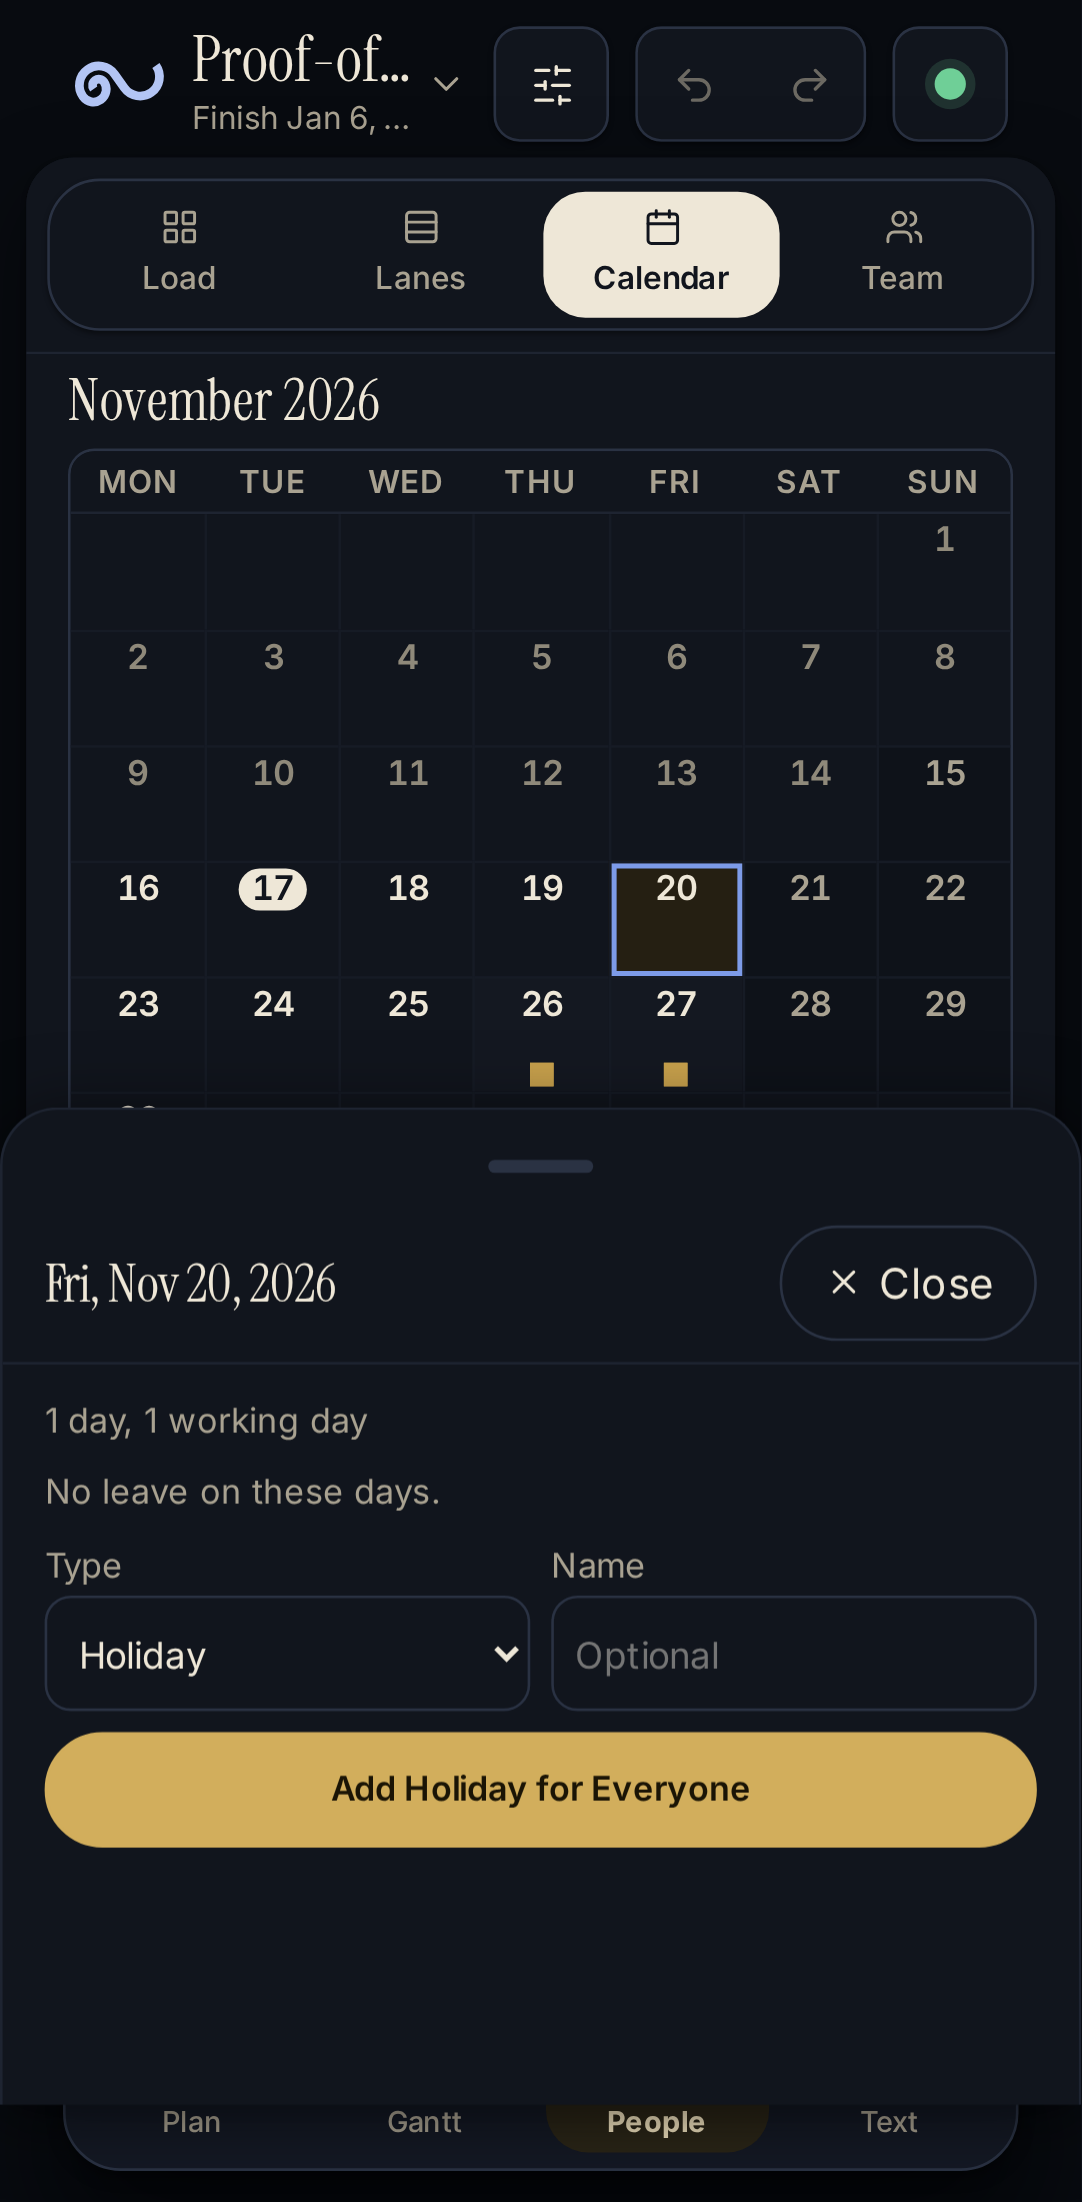 Proof-of...
Finish Jan 6, ...
Load
Lanes
Calendar
Team
November 2026
MON TUE WED THU FRI SAT SUN
1
2 3 4 5 6 7 8
9 10 11 12 13 14 15
16 17 18 19 20 21 22
23 24 25 26 27 28 29
Fri, Nov 20, 2026
Close
1 day, 1 working day
No leave on these days.
Type
Name
Holiday
Optional
Add Holiday for Everyone
Plan
Gantt
People
Text